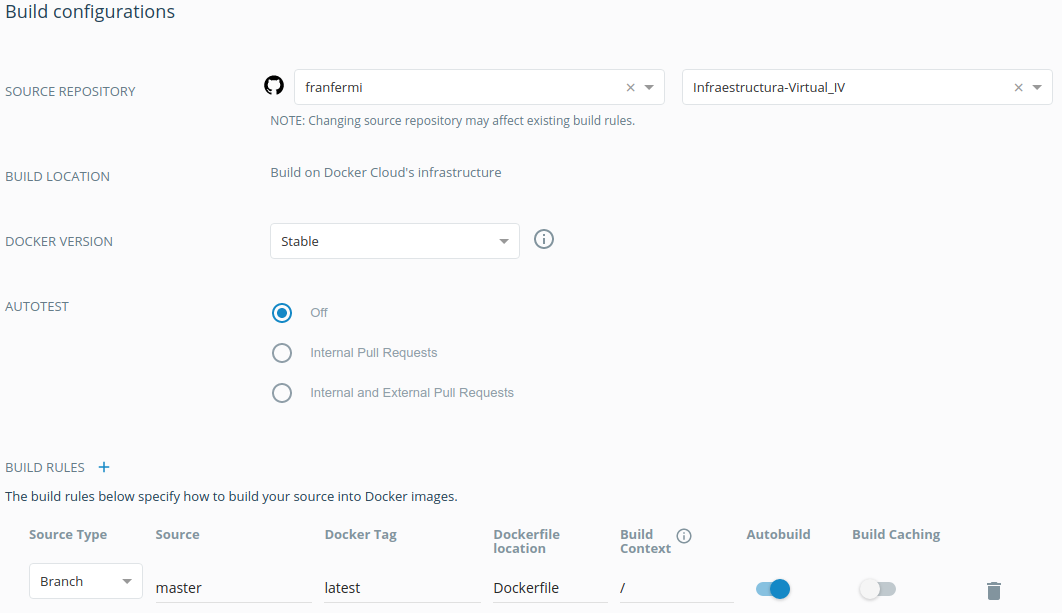 Build configurations
SOURCE REPOSITORY
franfermi
Infraestructura-Virtual_IV
NOTE: Changing source repository may affect existing build rules.
BUILD LOCATION
Build on Docker Cloud's infrastructure
DOCKER VERSION
Stable
AUTOTEST
Off
Internal Pull Requests
Internal and External Pull Requests
BUILD RULES +
The build rules below specify how to build your source into Docker images.
Source Type
Source
Docker Tag
Dockerfile
location
Build
Context
Autobuild
Build Caching
Branch
master
latest
Dockerfile
/